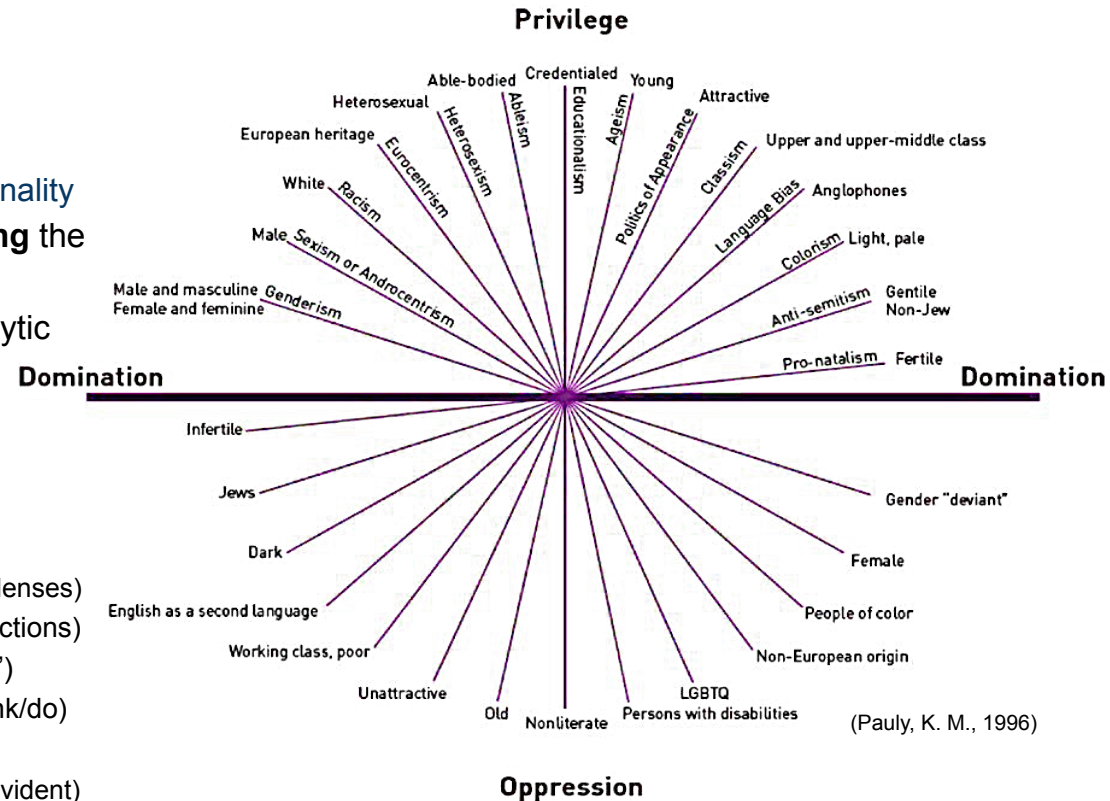 Privilege
Able-bodied
Credentialed
Young
Heterosexual
Attractive
European heritage
Upper and upper-middle class
White
Anglophones
Male
Light, pale
Male and masculine
Female and feminine
Gentile
Non-Jew
Fertile
Genderism
Sexism or Androcentrism
Racism
Eurocentrism
Heterosexism
Ableism
Educationalism
Ageism
Politics of Appearance
Classism
Language Bias
Colorism
Anti-semitism
Pro-natalism
nality
ng the
ytic
Domination
Domination
Infertile
Jews
Dark
English as a second language
Working class, poor
Unattractive
Old
Nonliterate
Persons with disabilities
LGBTQ
Non-European origin
People of color
Female
Gender "deviant"
lenses)
ctions)
")
nk/do)
vident)
(Pauly, K. M., 1996)
Oppression